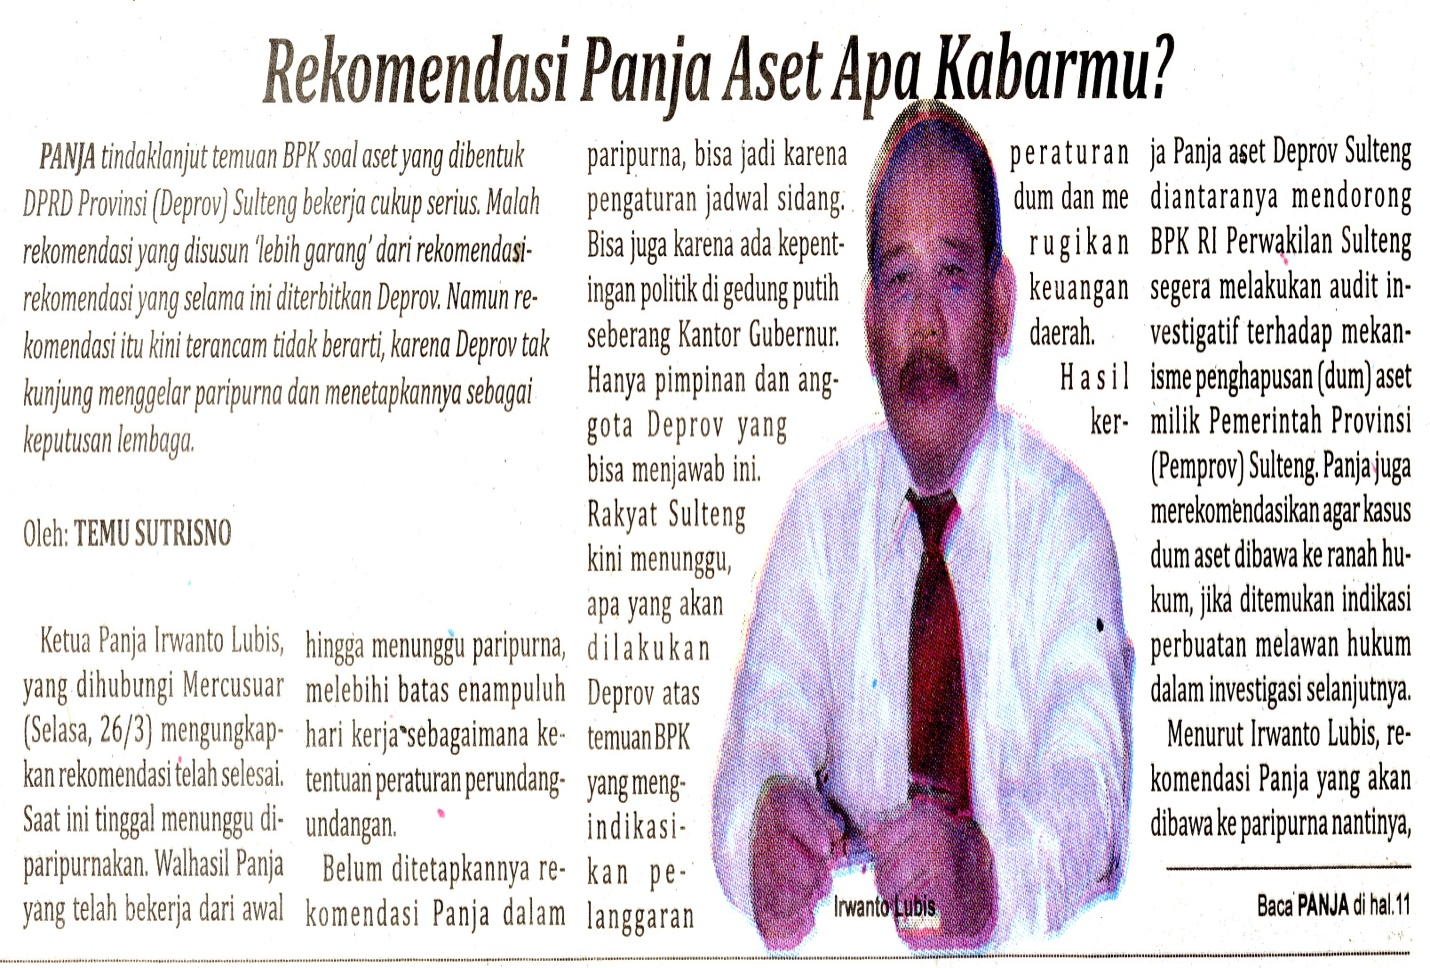 Rekomendasi Panja Aset Apa Kabarmu?
PANJA tindaklanjut temuan BPK soal aset yang dibentuk
DPRD Provinsi (Deprov) Sulteng bekerja cukup serius. Malah
rekomendasi yang disusun ‘lebih garang’ dari rekomendasi-
rekomendasi yang selama ini diterbitkan Deprov. Namun re-
komendasi itu kini terancam tidak berarti, karena Deprov tak
kunjung menggelar paripurna dan menetapkannya sebagai
keputusan lembaga.
Oleh: TEMU SUTRISNO
Ketua Panja Irwanto Lubis,
yang dihubungi Mercusuar
(Selasa, 26/3) mengungkap-
kan rekomendasi telah selesai.
Saat ini tinggal menunggu di-
paripurnakan. Walhasil Panja
yang telah bekerja dari awal
hingga menunggu paripurna,
melebihi batas enampuluh
hari kerja sebagaimana ke-
tentuan peraturan perundang-
undangan.
Belum ditetapkannya re-
komendasi Panja dalam
paripurna, bisa jadi karena
pengaturan jadwal sidang.
Bisa juga karena ada kepent-
ingan politik di gedung putih
seberang Kantor Gubernur.
Hanya pimpinan dan ang-
gota Deprov yang
bisa menjawab ini.
Rakyat Sulteng
kini menunggu,
apa yang akan
dilakukan
Deprov atas
temuan BPK
yang meng-
indikasi-
kan pe-
langgaran
peraturan
dum dan me
rugikan
keuangan
daerah.
Hasil
ker-
ja Panja aset Deprov Sulteng
diantaranya mendorong
BPK RI Perwakilan Sulteng
segera melakukan audit in-
vestigatif terhadap mekan-
isme penghapusan (dum) aset
milik Pemerintah Provinsi
(Pemprov) Sulteng. Panja juga
merekomendasikan agar kasus
dum aset dibawa ke ranah hu-
kum, jika ditemukan indikasi
perbuatan melawan hukum
dalam investigasi selanjutnya.
Menurut Irwanto Lubis, re-
komendasi Panja yang akan
dibawa ke paripurna nantinya,
Baca PANJA di hal.11
Irwanto Lubis